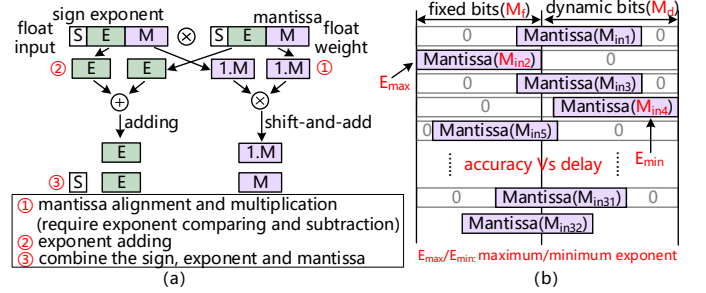 sign exponent mantissa
float input S E M ⊗ S E M float weight
② E E 1.M 1.M ①
+ ×
adding shift-and-add
E 1.M
③ S E M
① mantissa alignment and multiplication
(require exponent comparing and subtraction)
② exponent adding
③ combine the sign, exponent and mantissa
(a)
fixed bits(Mf) dynamic bits(Md)
0 Mantissa(Min1) 0
Mantissa(Min2) 0
Emax
0 Mantissa(Min3) 0
0 Mantissa(Min4)
0 Mantissa(Min5) 0
Emin
accuracy Vs delay
0 Mantissa(Min31) 0
Mantissa(Min32)
Emax/Emin: maximum/minimum exponent
(b)